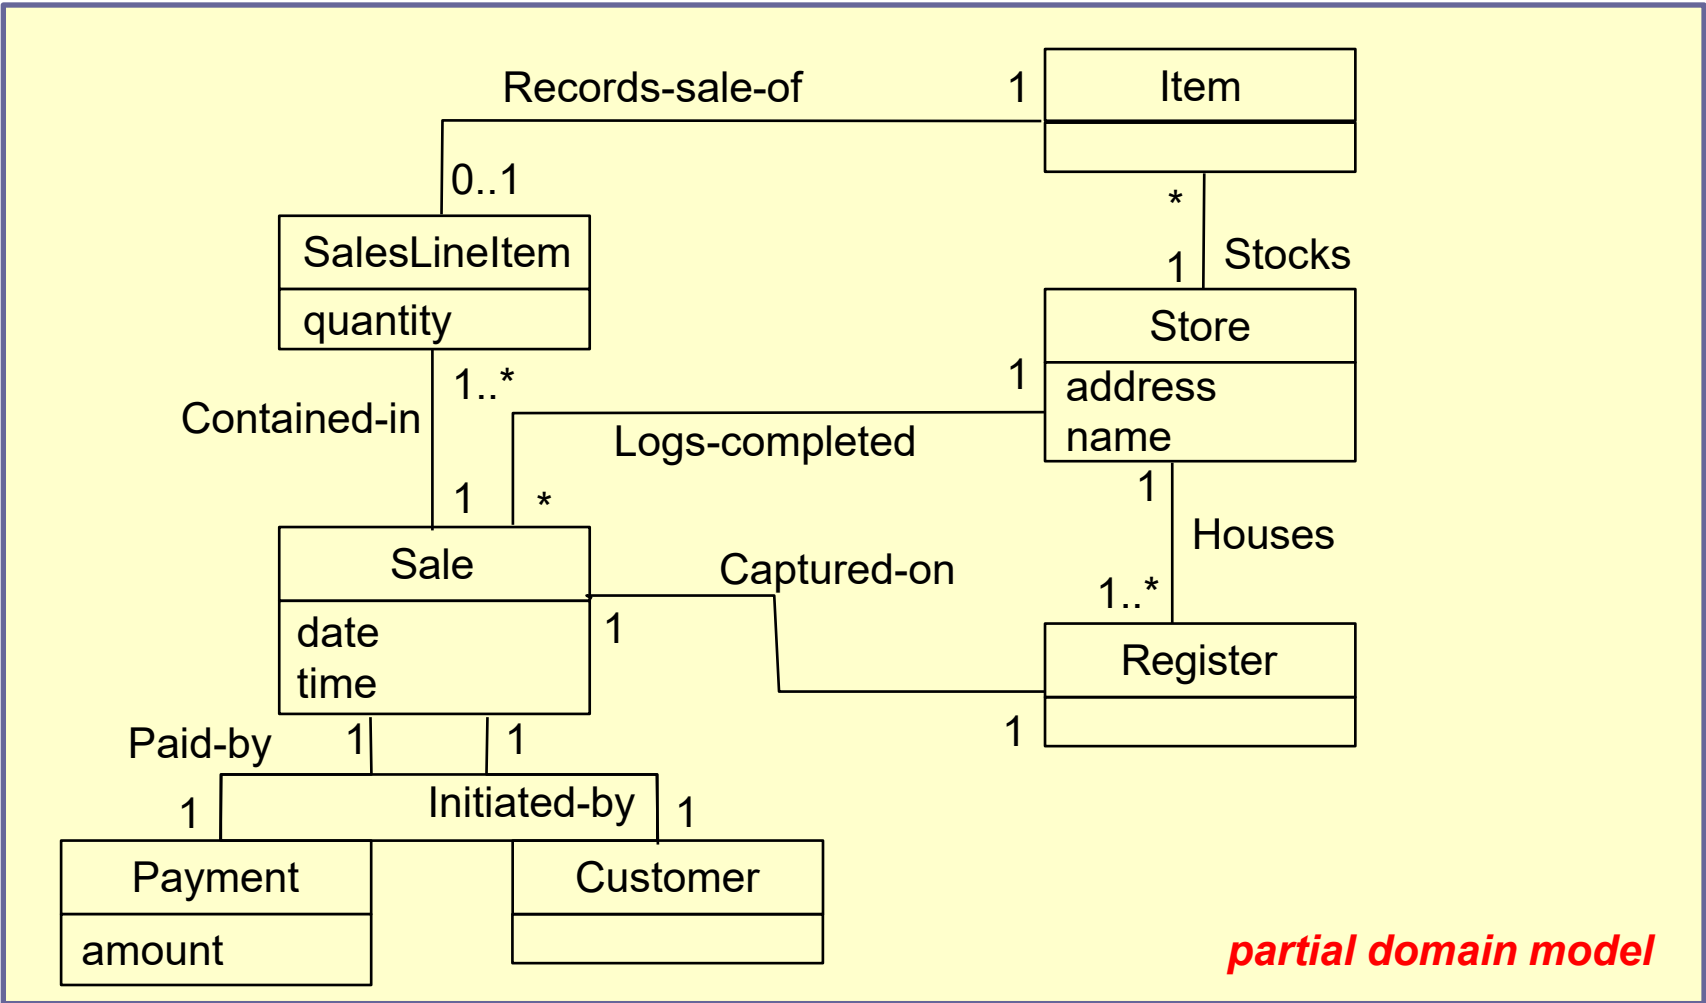 Records-sale-of
1
Item
0..1
*
SalesLineItem
quantity
1
Stocks
Store
address
name
1..*
1
Contained-in
Logs-completed
1
*
1
Houses
Sale
date
time
Captured-on
1
1..*
Register
1
Paid-by
1
1
1
Initiated-by
1
Payment
amount
Customer
partial domain model